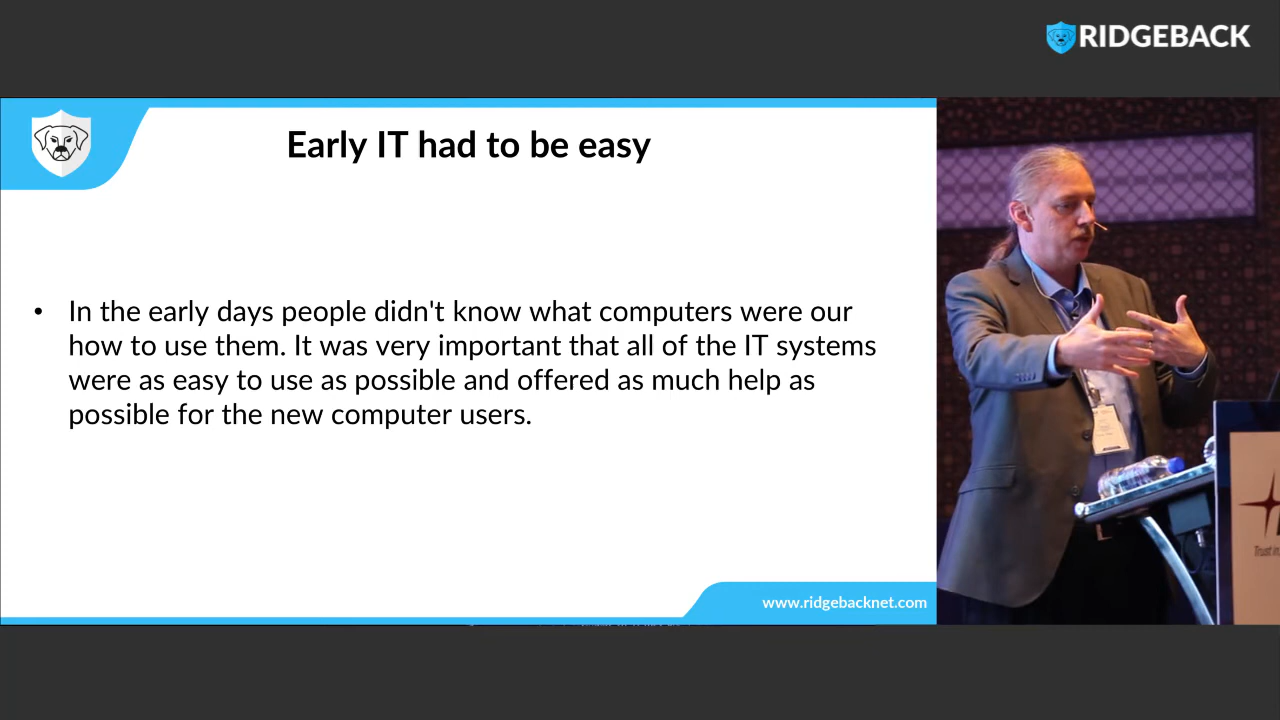 RIDGEBACK
Early IT had to be easy
• In the early days people didn't know what computers were our
how to use them. It was very important that all of the IT systems
were as easy to use as possible and offered as much help as
possible for the new computer users.
www.ridgebacknet.com
Trust